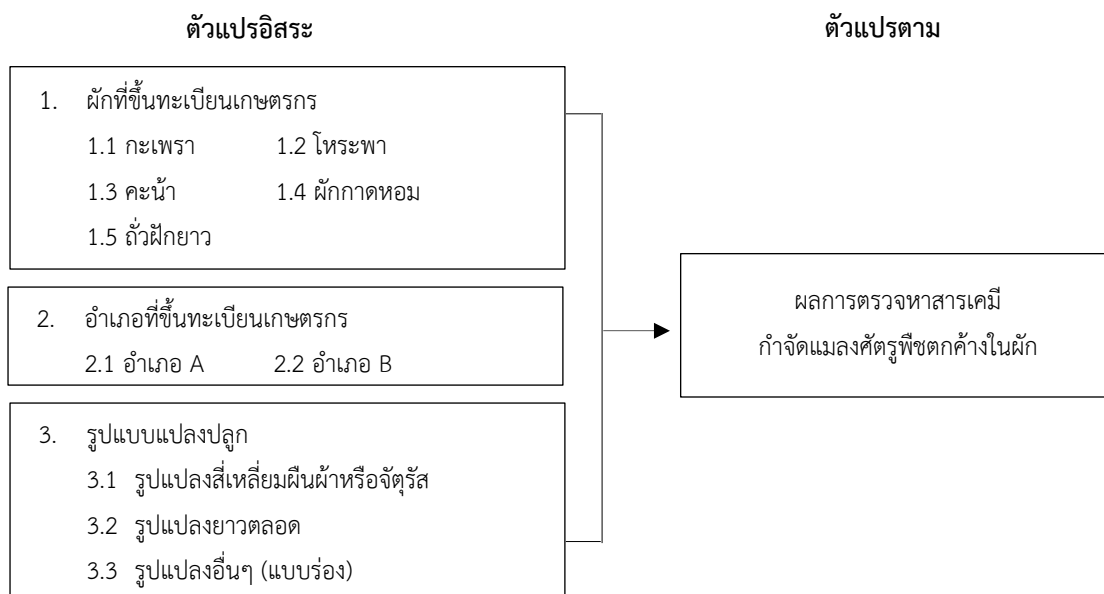 ตัวแปรอิสระ ตัวแปรตาม
1. ผักที่ขึ้นทะเบียนเกษตรกร
1.1 กะเพรา 1.2 โหระพา
1.3 คะน้า 1.4 ผักกาดหอม
1.5 ถั่วฝักยาว
2. อำเภอที่ขึ้นทะเบียนเกษตรกร
2.1 อำเภอ A 2.2 อำเภอ B
3. รูปแบบแปลงปลูก
3.1 รูปแปลงสี่เหลี่ยมผืนผ้าหรือจัตุรัส
3.2 รูปแปลงยาวตลอด
3.3 รูปแปลงอื่นๆ (แบบร่อง)
ผลการตรวจหาสารเคมี
กำจัดแมลงศัตรูพืชตกค้างในผัก